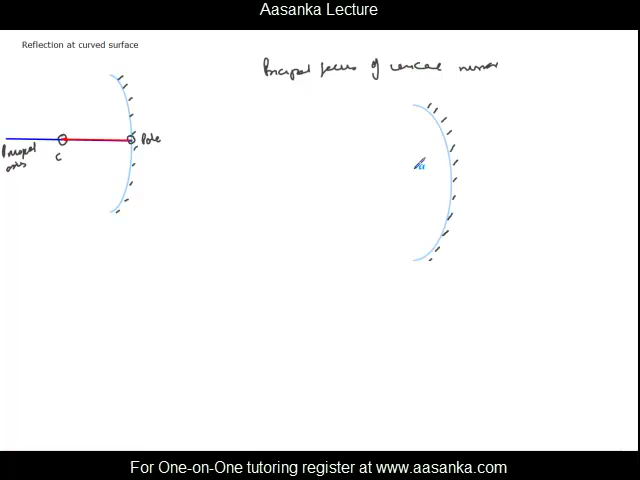 Aasanka Lecture
Reflection at curved surface
Principal focus of concave mirror
Pole
Principal
axis
C
For One-on-One tutoring register at www.aasanka.com